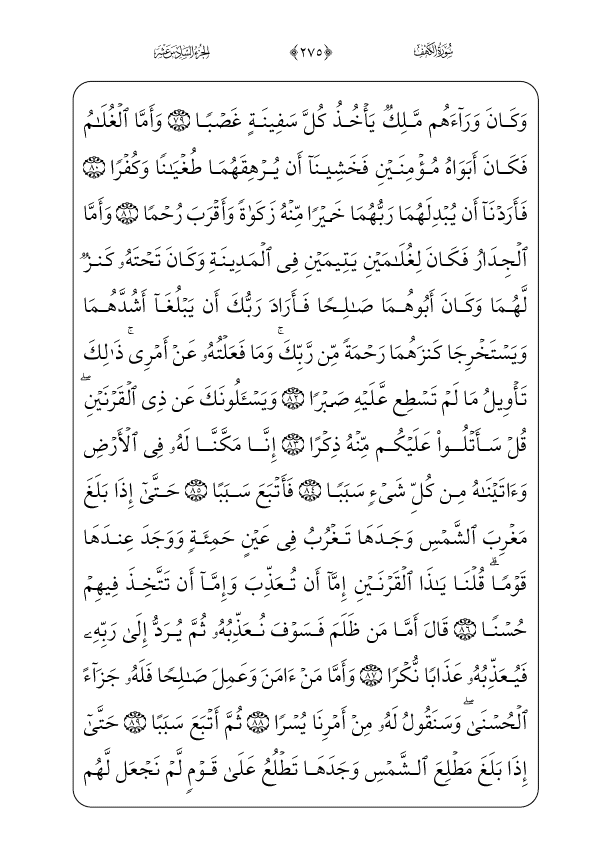 سُورَةُ الكَهْفِ
﴿٢٧٥﴾
الجُزْءُ السَّادِسَ عَشَرَ
وَكَانَ وَرَآءَهُم مَّلِكٌ يَأْخُذُ كُلَّ سَفِينَةٍ غَصْبًا ٧٩ وَأَمَّا ٱلْغُلَـٰمُ
فَكَانَ أَبَوَاهُ مُؤْمِنَيْنِ فَخَشِينَآ أَن يُرْهِقَهُمَا طُغْيَـٰنًا وَكُفْرًا ٨٠
فَأَرَدْنَآ أَن يُبْدِلَهُمَا رَبُّهُمَا خَيْرًا مِّنْهُ زَكَوٰةً وَأَقْرَبَ رُحْمًا ٨١ وَأَمَّا
ٱلْجِدَارُ فَكَانَ لِغُلَـٰمَيْنِ يَتِيمَيْنِ فِى ٱلْمَدِينَةِ وَكَانَ تَحْتَهُۥ كَنزٌ
لَّهُمَا وَكَانَ أَبُوهُمَا صَـٰلِحًا فَأَرَادَ رَبُّكَ أَن يَبْلُغَآ أَشُدَّهُمَا
وَيَسْتَخْرِجَا كَنزَهُمَا رَحْمَةً مِّن رَّبِّكَ ۚ وَمَا فَعَلْتُهُۥ عَنْ أَمْرِى ۚ ذَٰلِكَ
تَأْوِيلُ مَا لَمْ تَسْطِع عَّلَيْهِ صَبْرًا ٨٢ وَيَسْـَٔلُونَكَ عَن ذِى ٱلْقَرْنَيْنِ ۖ
قُلْ سَأَتْلُوا۟ عَلَيْكُم مِّنْهُ ذِكْرًا ٨٣ إِنَّا مَكَّنَّا لَهُۥ فِى ٱلْأَرْضِ
وَءَاتَيْنَـٰهُ مِن كُلِّ شَىْءٍ سَبَبًا ٨٤ فَأَتْبَعَ سَبَبًا ٨٥ حَتَّىٰٓ إِذَا بَلَغَ
مَغْرِبَ ٱلشَّمْسِ وَجَدَهَا تَغْرُبُ فِى عَيْنٍ حَمِئَةٍ وَوَجَدَ عِندَهَا
قَوْمًا ۗ قُلْنَا يَـٰذَا ٱلْقَرْنَيْنِ إِمَّآ أَن تُعَذِّبَ وَإِمَّآ أَن تَتَّخِذَ فِيهِمْ
حُسْنًا ٨٦ قَالَ أَمَّا مَن ظَلَمَ فَسَوْفَ نُعَذِّبُهُۥ ثُمَّ يُرَدُّ إِلَىٰ رَبِّهِۦ
فَيُعَذِّبُهُۥ عَذَابًا نُّكْرًا ٨٧ وَأَمَّا مَنْ ءَامَنَ وَعَمِلَ صَـٰلِحًا فَلَهُۥ جَزَآءً
ٱلْحُسْنَىٰ ۖ وَسَنَقُولُ لَهُۥ مِنْ أَمْرِنَا يُسْرًا ٨٨ ثُمَّ أَتْبَعَ سَبَبًا ٨٩ حَتَّىٰٓ
إِذَا بَلَغَ مَطْلِعَ ٱلشَّمْسِ وَجَدَهَا تَطْلُعُ عَلَىٰ قَوْمٍ لَّمْ نَجْعَل لَّهُم